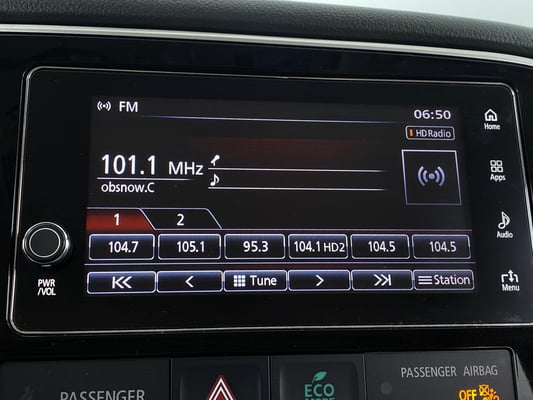 FM
06:50
HD Radio
101.1 MHz
obsnow.C
1 2
104.7 105.1 95.3 104.1 HD2 104.5 104.5
Tune Station
Home
Apps
Audio
Menu
PWR
/VOL
PASSENGER
ECO
MODE
PASSENGER AIRBAG
OFF